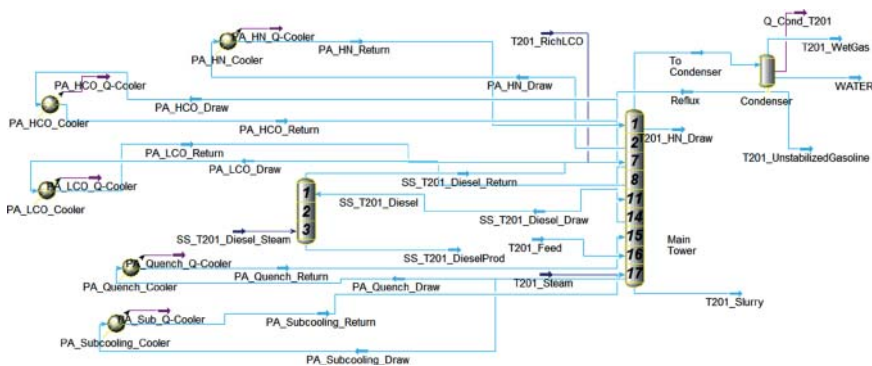 Q_Cond_T201
PA_HN_Q-Cooler
PA_HN_Return
T201_RichLCO
T201_WetGas
PA_HN_Cooler
To
Condenser
PA_HCO_Q-Cooler
PA_HN_Draw
WATER
PA_HCO_Draw
Reflux
Condenser
PA_HCO_Cooler
PA_HCO_Return
1
T201_HN_Draw
PA_LCO_Return
2
T201_UnstabilizedGasoline
PA_LCO_Draw
7
PA_LCO_Q-Cooler
SS_T201_Diesel_Return
8
PA_LCO_Cooler
1
SS_T201_Diesel
11
2
SS_T201_Diesel_Draw
14
SS_T201_Diesel_Steam
3
15
Main
Tower
T201_Feed
SS_T201_DieselProd
16
PA_Quench_Q-Cooler
PA_Quench_Return
17
PA_Quench_Cooler
PA_Quench_Draw
T201_Steam
T201_Slurry
PA_Sub_Q-Cooler
PA_Subcooling_Return
PA_Subcooling_Cooler
PA_Subcooling_Draw